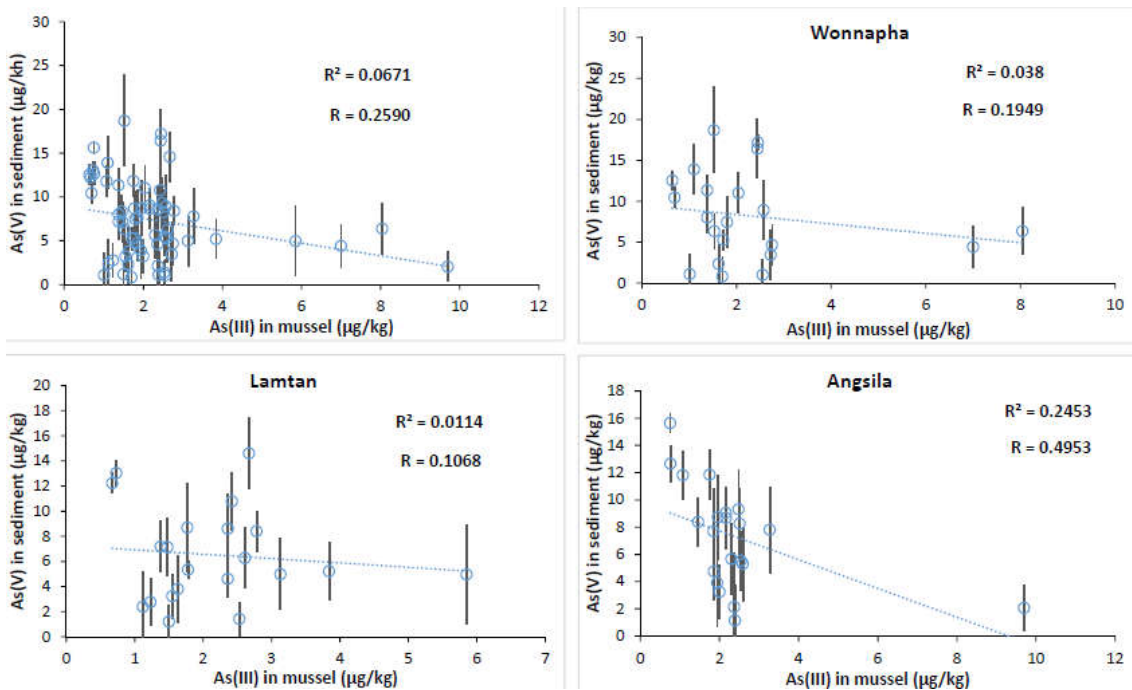 30
25
20
15
10
5
0
As(V) in sediment (µg/kh)
R² = 0.0671
R = 0.2590
0 2 4 6 8 10 12
As(III) in mussel (µg/kg)
Wonnapha
30
25
20
15
10
5
0
As(V) in sediment (µg/kg)
R² = 0.038
R = 0.1949
0 2 4 6 8 10
As(III) in mussel (µg/kg)
Lamtan
20
18
16
14
12
10
8
6
4
2
0
As(V) in sediment (µg/kg)
R² = 0.0114
R = 0.1068
0 1 2 3 4 5 6 7
As(III) in mussel (µg/kg)
Angsila
18
16
14
12
10
8
6
4
2
0
As(V) in sediment (µg/kg)
R² = 0.2453
R = 0.4953
0 2 4 6 8 10 12
As(III) in mussel (µg/kg)